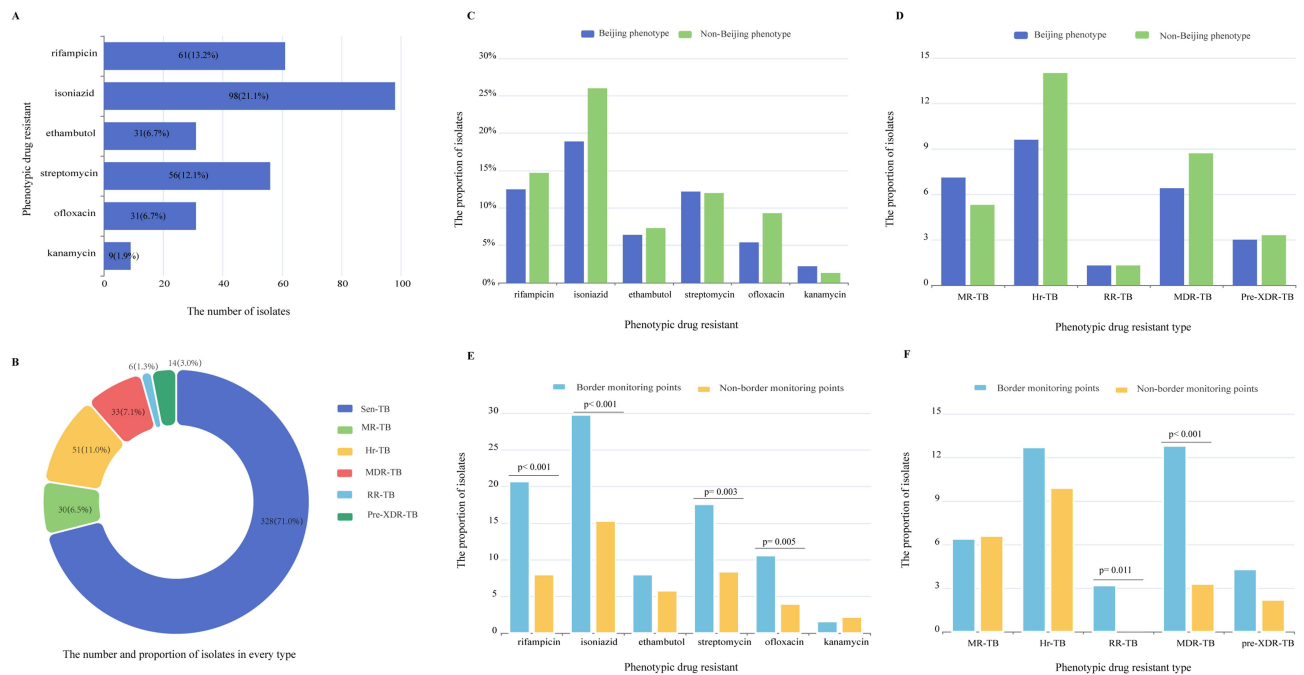 A
rifampicin
61(13.2%)
isoniazid
98(21.1%)
ethambutol
31(6.7%)
streptomycin
56(12.1%)
ofloxacin
31(6.7%)
kanamycin
9(1.9%)
0 20 40 60 80 100
Phenotypic drug resistant
The number of isolates
B
6(1.3%)
14(3.0%)
33(7.1%)
51(11.0%)
30(6.5%)
328(71.0%)
Sen-TB
MR-TB
Hr-TB
MDR-TB
RR-TB
Pre-XDR-TB
The number and proportion of isolates in every type
C
Beijing phenotype Non-Beijing phenotype
30%
25%
20%
15%
10%
5%
0%
The proportion of isolates
rifampicin isoniazid ethambutol streptomycin ofloxacin kanamycin
Phenotypic drug resistant
D
Beijing phenotype Non-Beijing phenotype
15
12
9
6
3
0
The proportion of isolates
MR-TB Hr-TB RR-TB MDR-TB Pre-XDR-TB
Phenotypic drug resistant type
E
Border monitoring points Non-border monitoring points
30
25
20
15
10
5
0
The proportion of isolates
p< 0.001
p< 0.001
p= 0.003
p= 0.005
rifampicin isoniazid ethambutol streptomycin ofloxacin kanamycin
Phenotypic drug resistant
F
Border monitoring points Non-border monitoring points
15
12
9
6
3
0
The proportion of isolates
p= 0.011
p< 0.001
MR-TB Hr-TB RR-TB MDR-TB pre-XDR-TB
Phenotypic drug resistant type